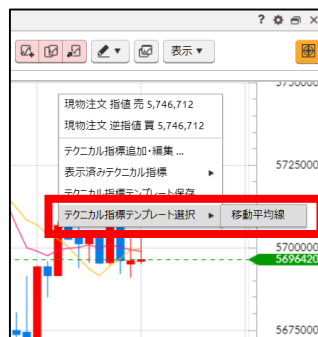 ? ×
表示▼
5750000
現物注文 指値 売 5,746,712
現物注文 逆指値 買 5,746,712
テクニカル指標追加・編集 ...
表示済みテクニカル指標 ▶
5725000
テクニカル指標テンプレート保存
テクニカル指標テンプレート選択 ▶ 移動平均線
5700000
5696420
5675000